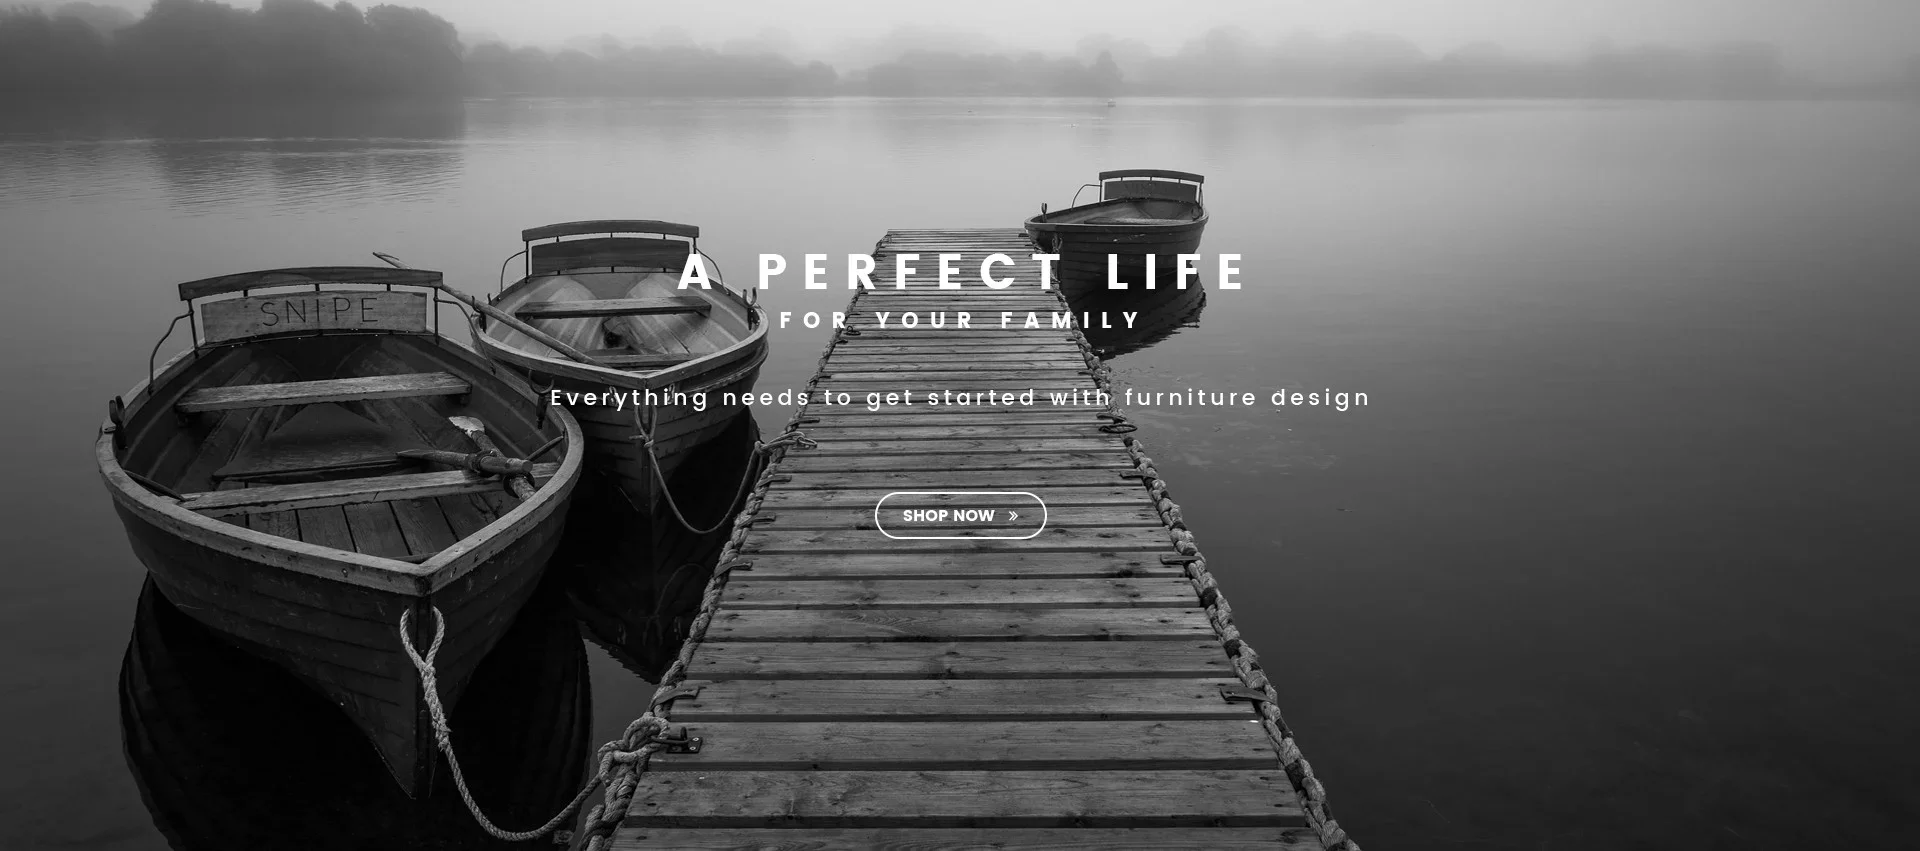 A PERFECT LIFE
FOR YOUR FAMILY
SNIPE
Everything needs to get started with furniture design
SHOP NOW »